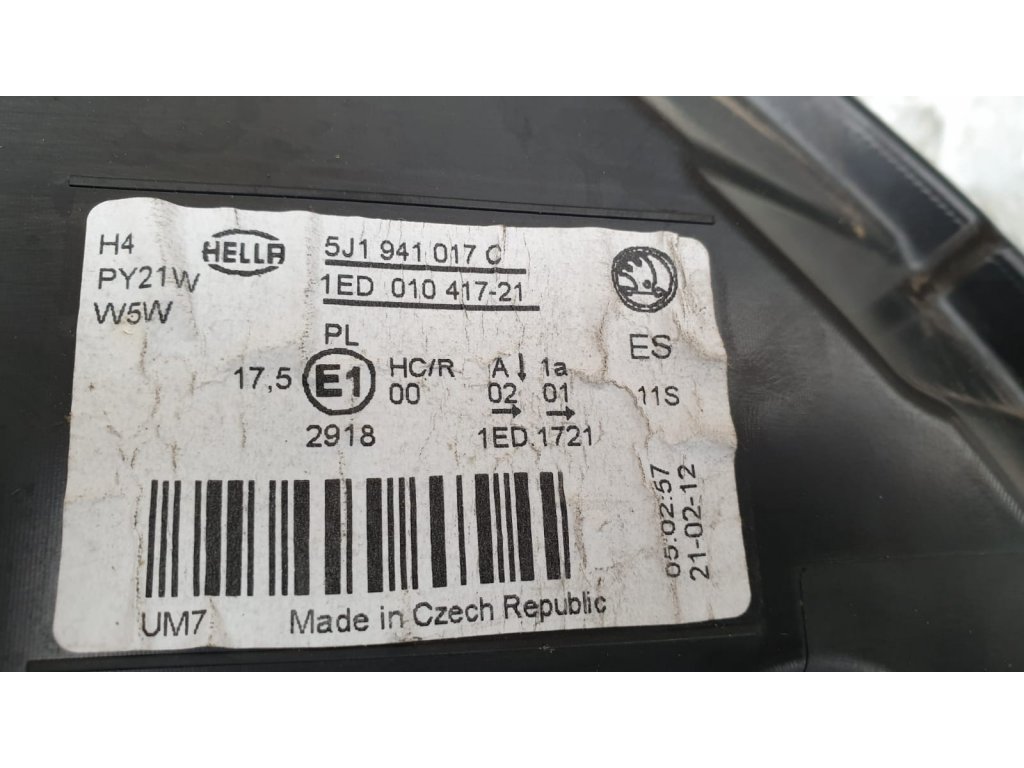 H4
PY21W
W5W
HELLA
5J1 941 017 C
1ED 010 417-21
PL
17,5 E1 HC/R A↓ 1a
00 02 01
→ →
2918 1ED.1721
ES
11S
05:02:57
21-02-12
UM7 Made in Czech Republic